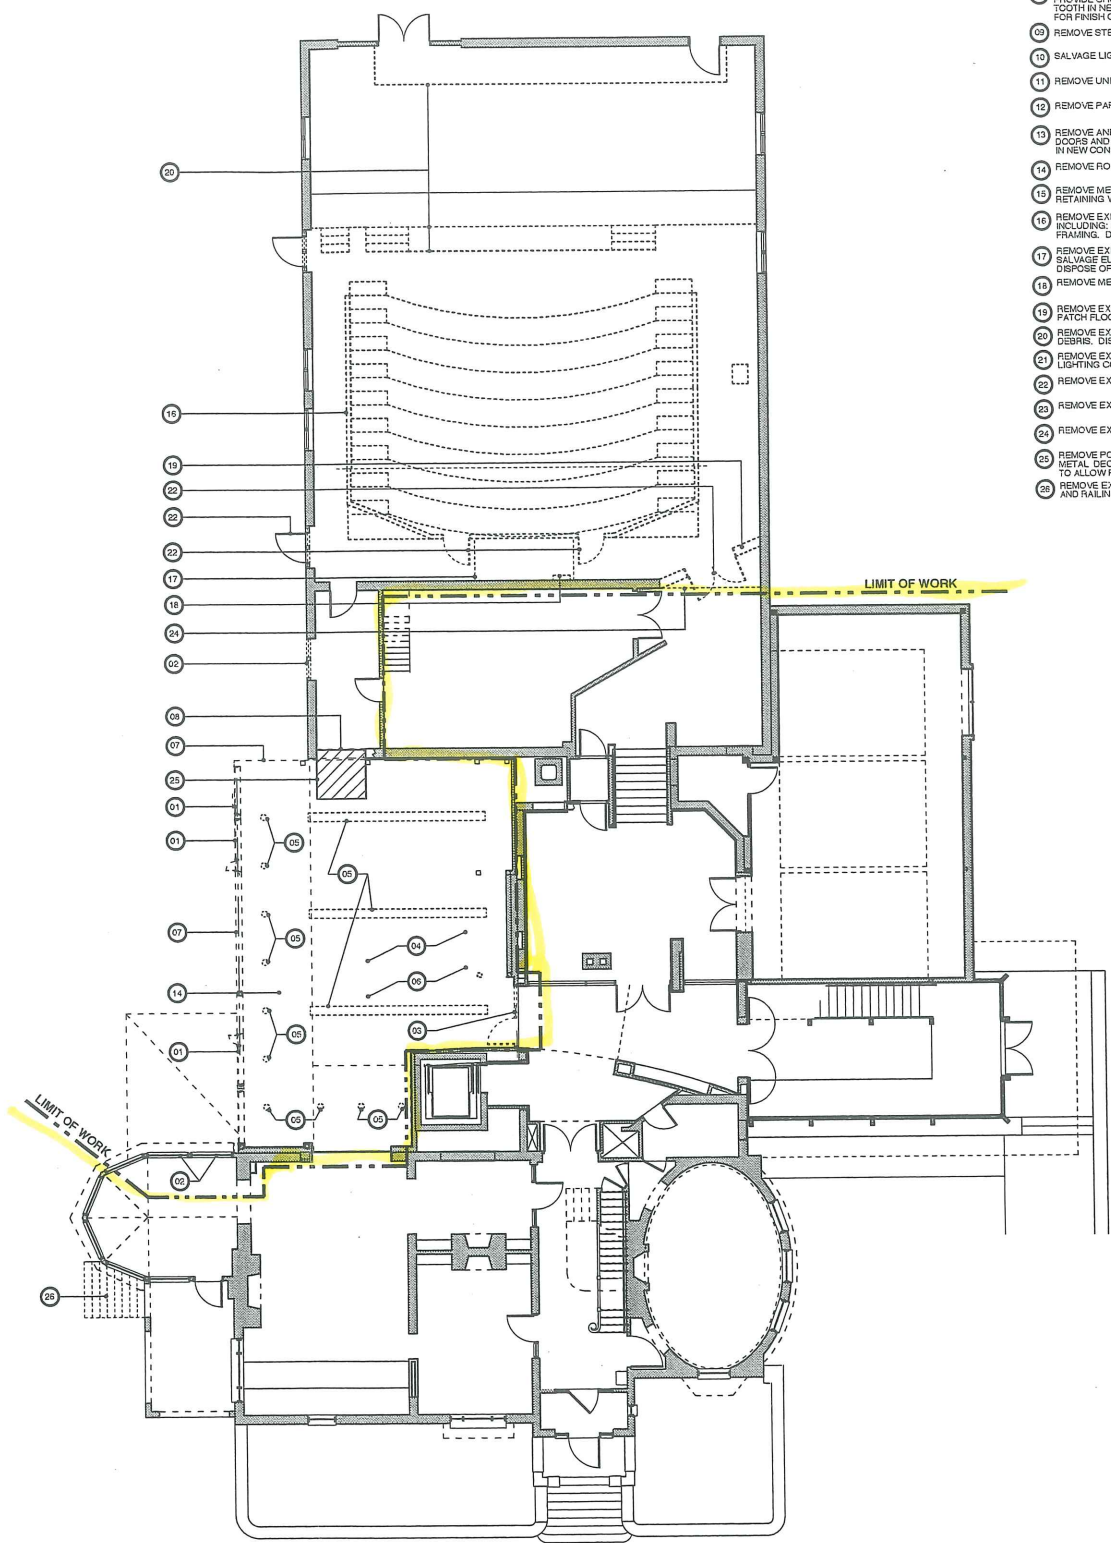 TOOTH IN NE
FOR FINISH
09 REMOVE STE
10 SALVAGE LIG
11 REMOVE UNI
12 REMOVE PAR
13 REMOVE AN
DOORS AND
IN NEW CON
14 REMOVE RO
15 REMOVE ME
RETAINING
16 REMOVE EX
INCLUDING:
FRAMING. D
17 REMOVE EX
SALVAGE EL
DISPOSE OF
18 REMOVE ME
19 REMOVE EX
PATCH FLOO
20 REMOVE EX
DEBRIS. DIS
21 REMOVE EX
LIGHTING CO
22 REMOVE EX
23 REMOVE EX
24 REMOVE EX
25 REMOVE PO
METAL DEC
TO ALLOW
26 REMOVE EX
AND RAILIN
20
16
19
22
22
22
17
18
24
02
08
07
25
01
01
07
14
01
LIMIT OF WORK
05
05
05
04
06
05
03
05
05
LIMIT OF WORK
02
26